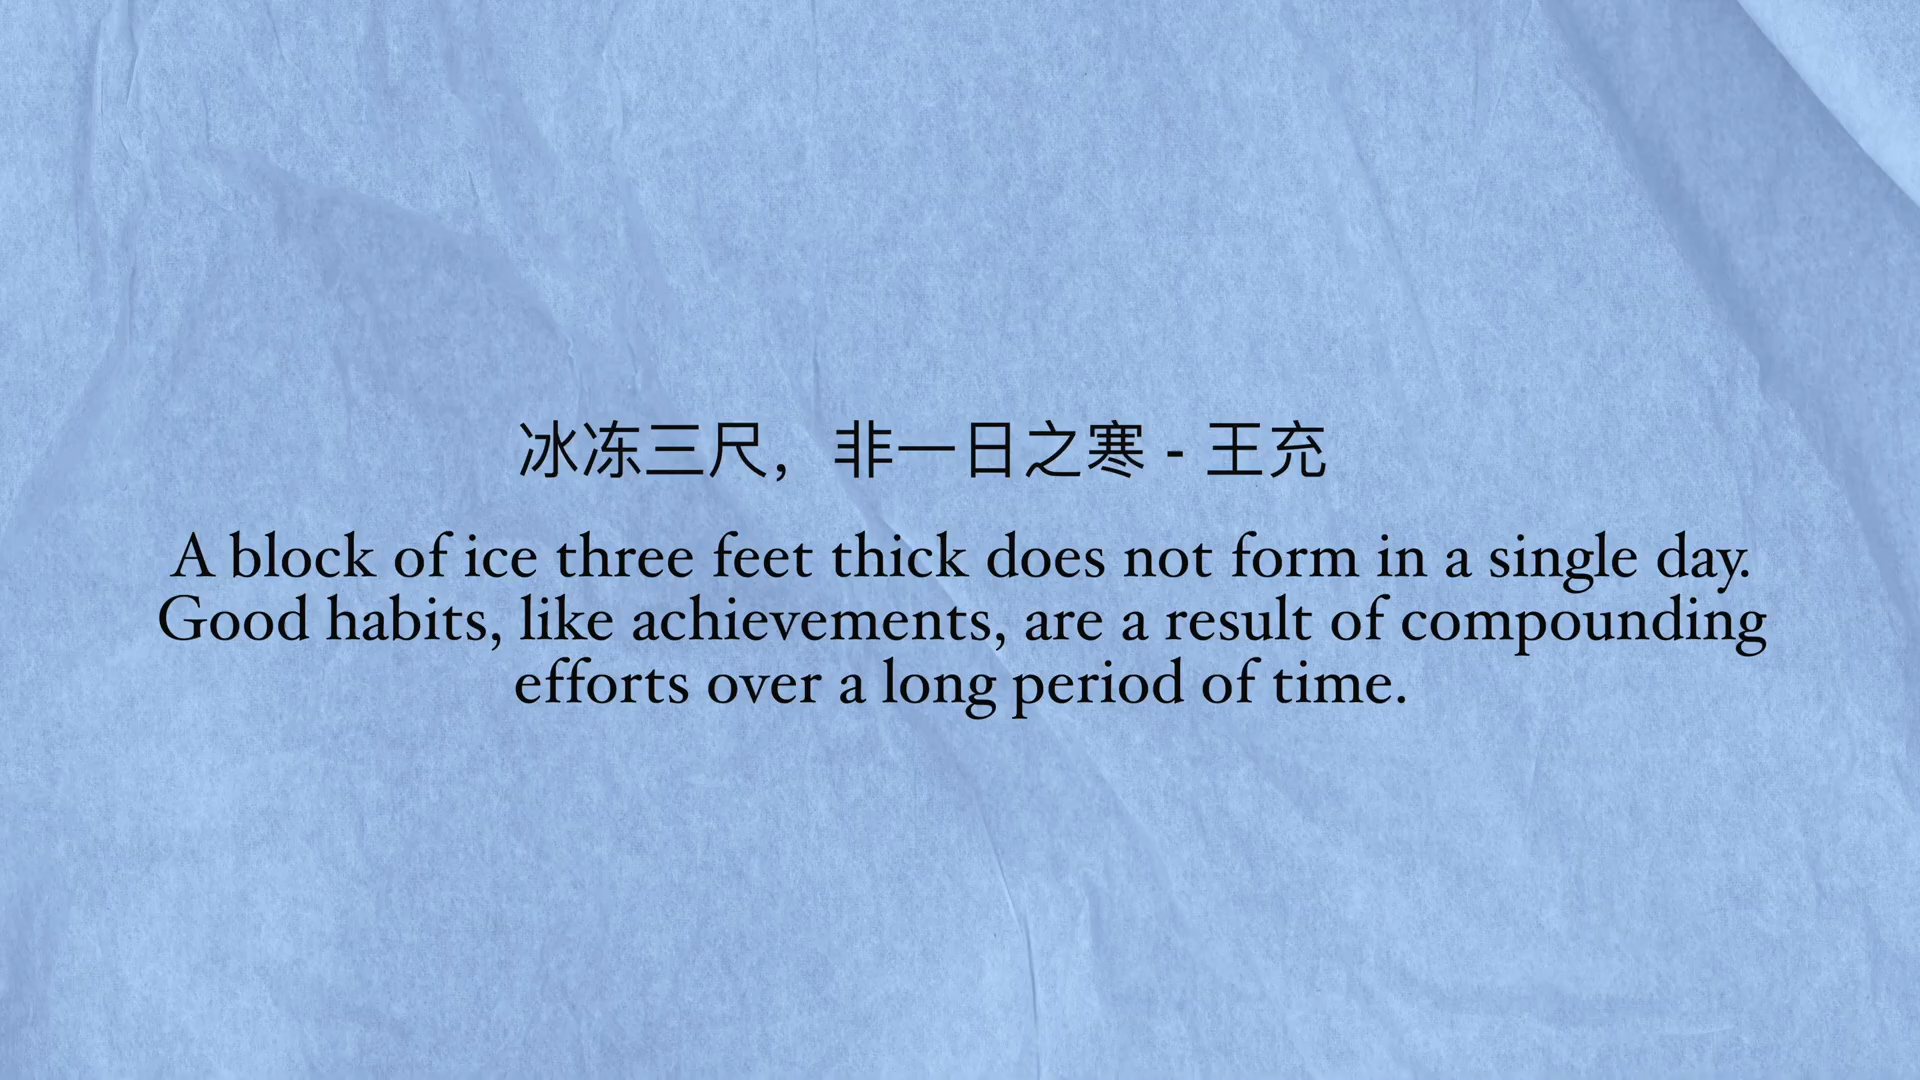 冰冻三尺，非一日之寒 - 王充
A block of ice three feet thick does not form in a single day.
Good habits, like achievements, are a result of compounding
efforts over a long period of time.